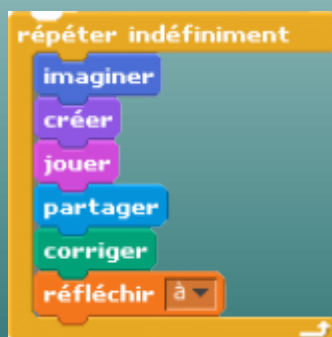 répéter indéfiniment
imaginer
créer
jouer
partager
corriger
réfléchir à